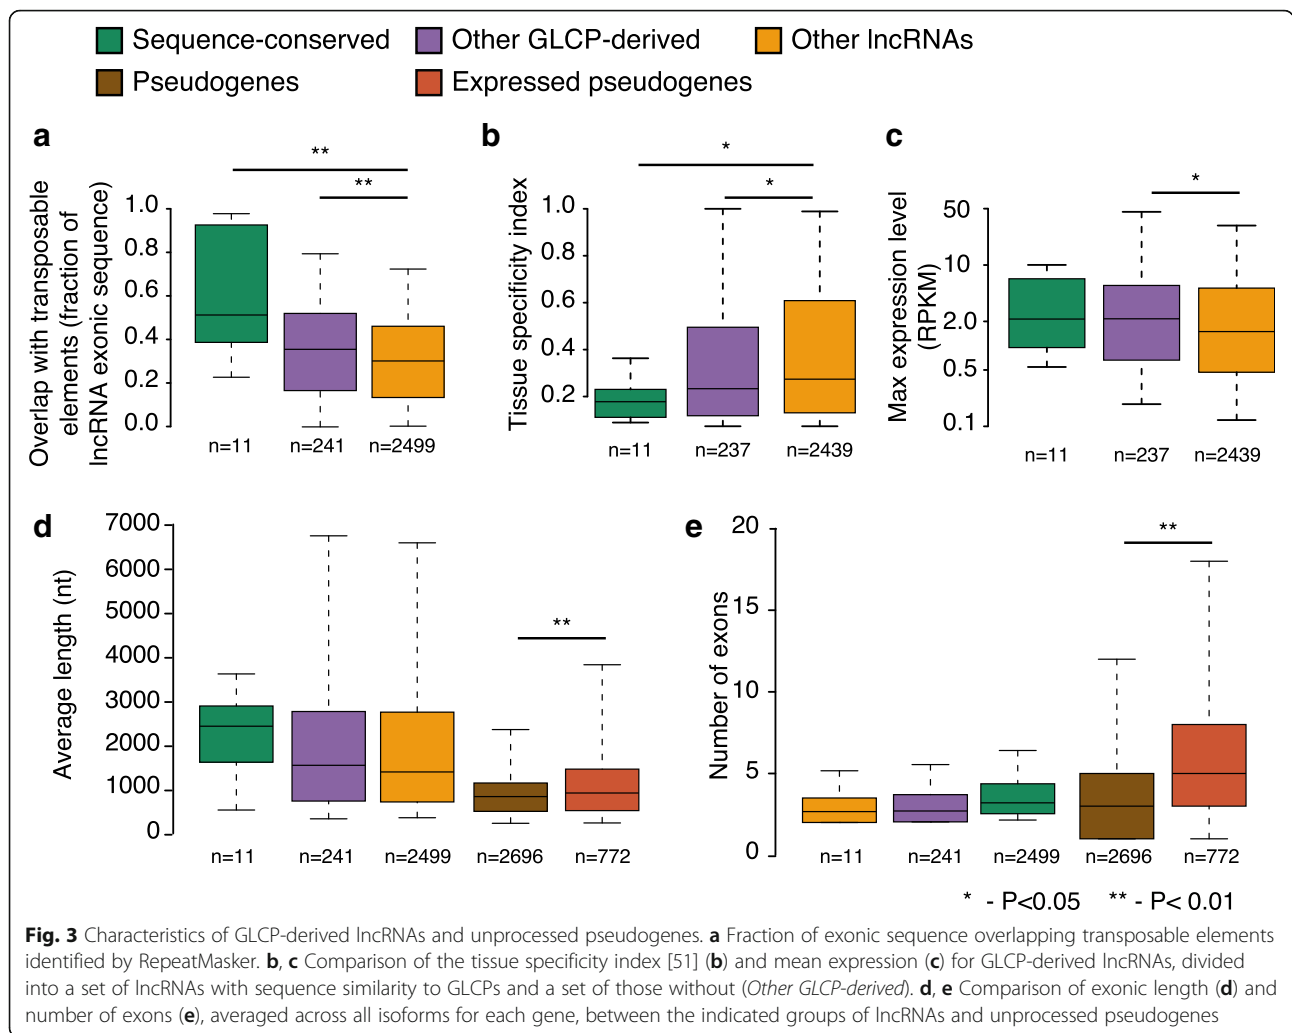 Sequence-conserved
Other GLCP-derived
Other lncRNAs
Pseudogenes
Expressed pseudogenes
a
**
**
Overlap with transposable
elements (fraction of
lncRNA exonic sequence)
1.0
0.8
0.6
0.4
0.2
0.0
n=11
n=241
n=2499
b
*
*
Tissue specificity index
1.0
0.8
0.6
0.4
0.2
n=11
n=237
n=2439
c
*
Max expression level
(RPKM)
50
10
2.0
0.5
0.1
n=11
n=237
n=2439
d
**
Average length (nt)
7000
6000
5000
4000
3000
2000
1000
0
n=11
n=241
n=2499
n=2696
n=772
e
**
Number of exons
20
15
10
5
0
n=11
n=241
n=2499
n=2696
n=772
* - P<0.05 ** - P< 0.01
Fig. 3 Characteristics of GLCP-derived lncRNAs and unprocessed pseudogenes. a Fraction of exonic sequence overlapping transposable elements
identified by RepeatMasker. b, c Comparison of the tissue specificity index [51] (b) and mean expression (c) for GLCP-derived lncRNAs, divided
into a set of lncRNAs with sequence similarity to GLCPs and a set of those without (Other GLCP-derived). d, e Comparison of exonic length (d) and
number of exons (e), averaged across all isoforms for each gene, between the indicated groups of lncRNAs and unprocessed pseudogenes